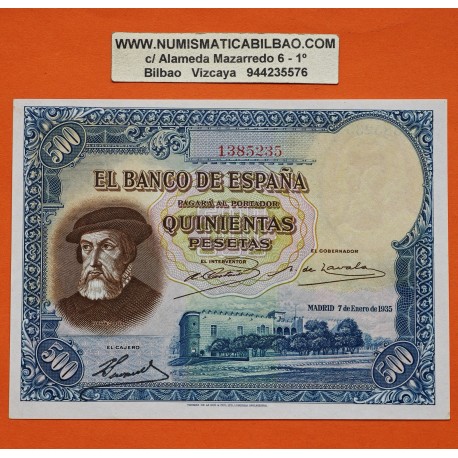 WWW.NUMISMATICABILBAO.COM
c/ Alameda Mazarredo 6 - 1º
Bilbao Vizcaya 944235576
500
1385235
EL BANCO DE ESPAÑA
PAGARÁ AL PORTADOR
QUINIENTAS
PESETAS
EL INTERVENTOR
EL GOBERNADOR
MADRID 7 de Enero de 1935
EL CAJERO
500
500